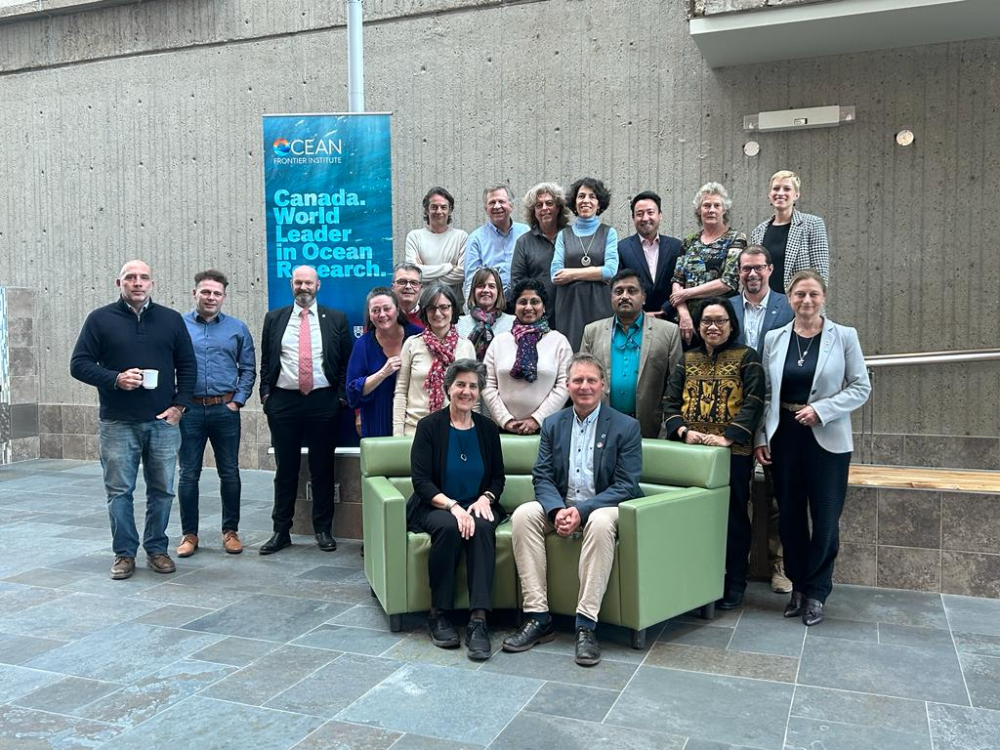 OCEAN
FRONTIER INSTITUTE
Canada.
World
Leader
in Ocean
Research.